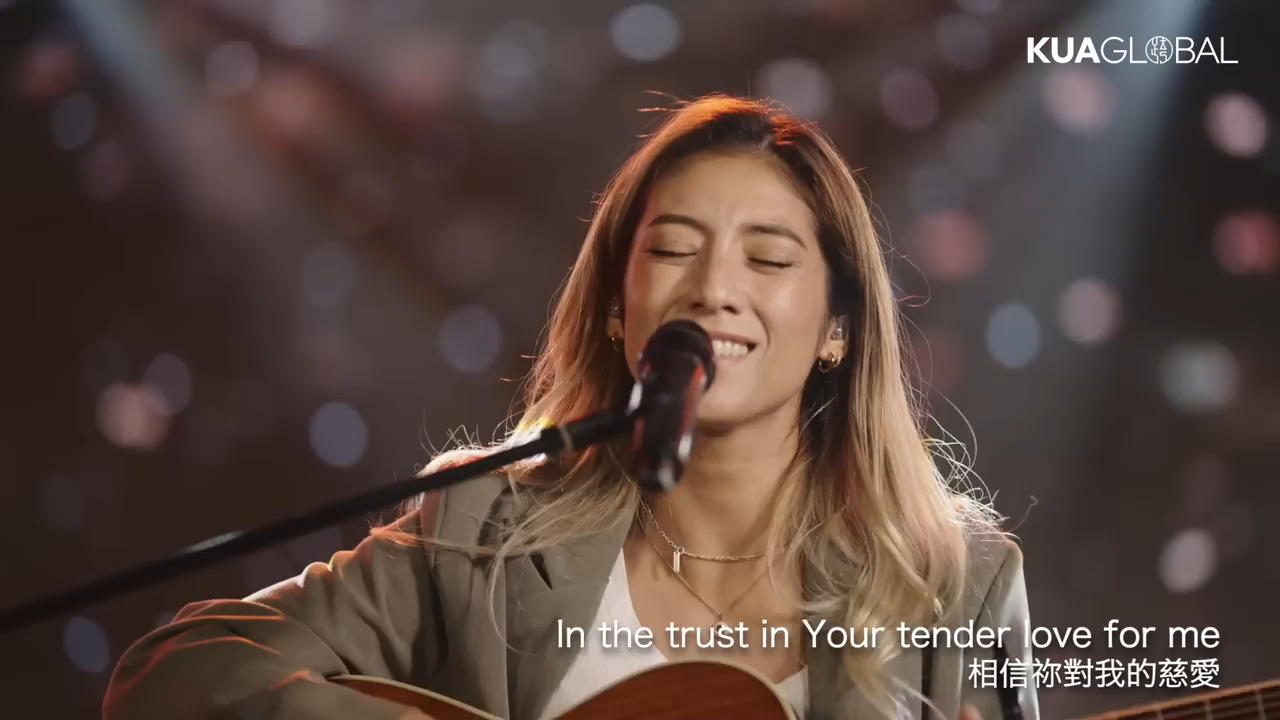 KUAGLOBAL
In the trust in Your tender love for me
相信祢對我的慈愛